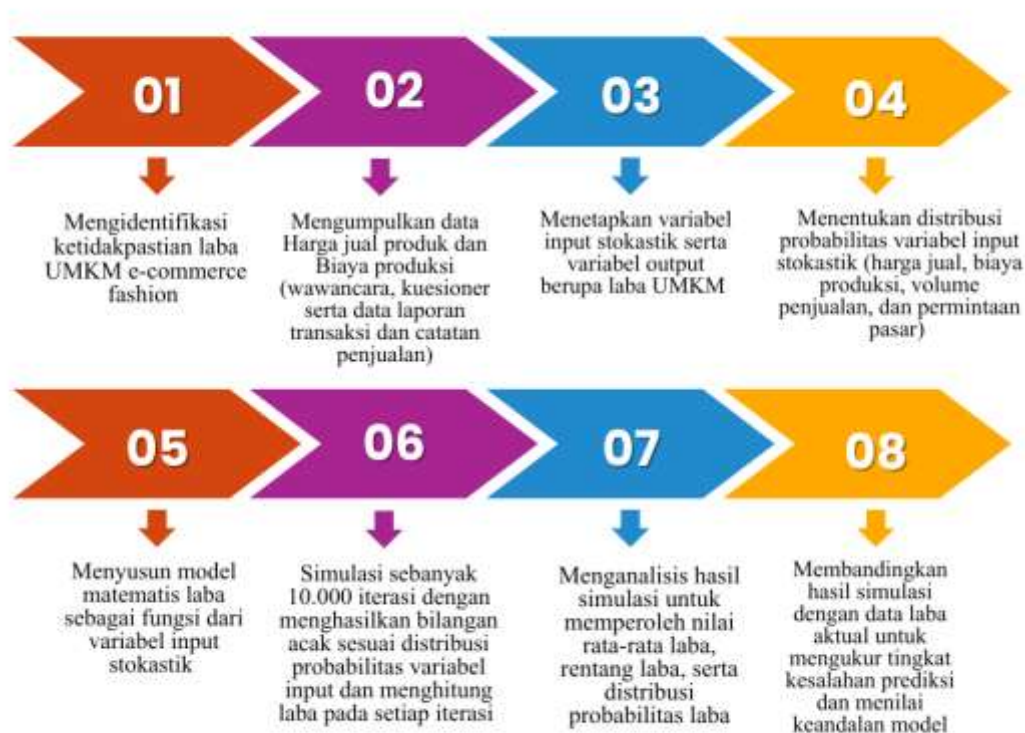 01
02
03
04
Mengidentifikasi
ketidakpastian laba
UMKM e-commerce
fashion
Mengumpulkan data
Harga jual produk dan
Biaya produksi
(wawancara, kuesioner
serta data laporan
transaksi dan catatan
penjualan)
Menetapkan variabel
input stokastik serta
variabel output
berupa laba UMKM
Menentukan distribusi
probabilitas variabel input
stokastik (harga jual, biaya
produksi, volume
penjualan, dan permintaan
pasar)
05
06
07
08
Menyusun model
matematis laba
sebagai fungsi dari
variabel input
stokastik
Simulasi sebanyak
10.000 iterasi dengan
menghasilkan bilangan
acak sesuai distribusi
probabilitas variabel
input dan menghitung
laba pada setiap iterasi
Menganalisis hasil
simulasi untuk
memperoleh nilai
rata-rata laba,
rentang laba, serta
distribusi
probabilitas laba
Membandingkan
hasil simulasi
dengan data laba
aktual untuk
mengukur tingkat
kesalahan prediksi
dan menilai
keandalan model